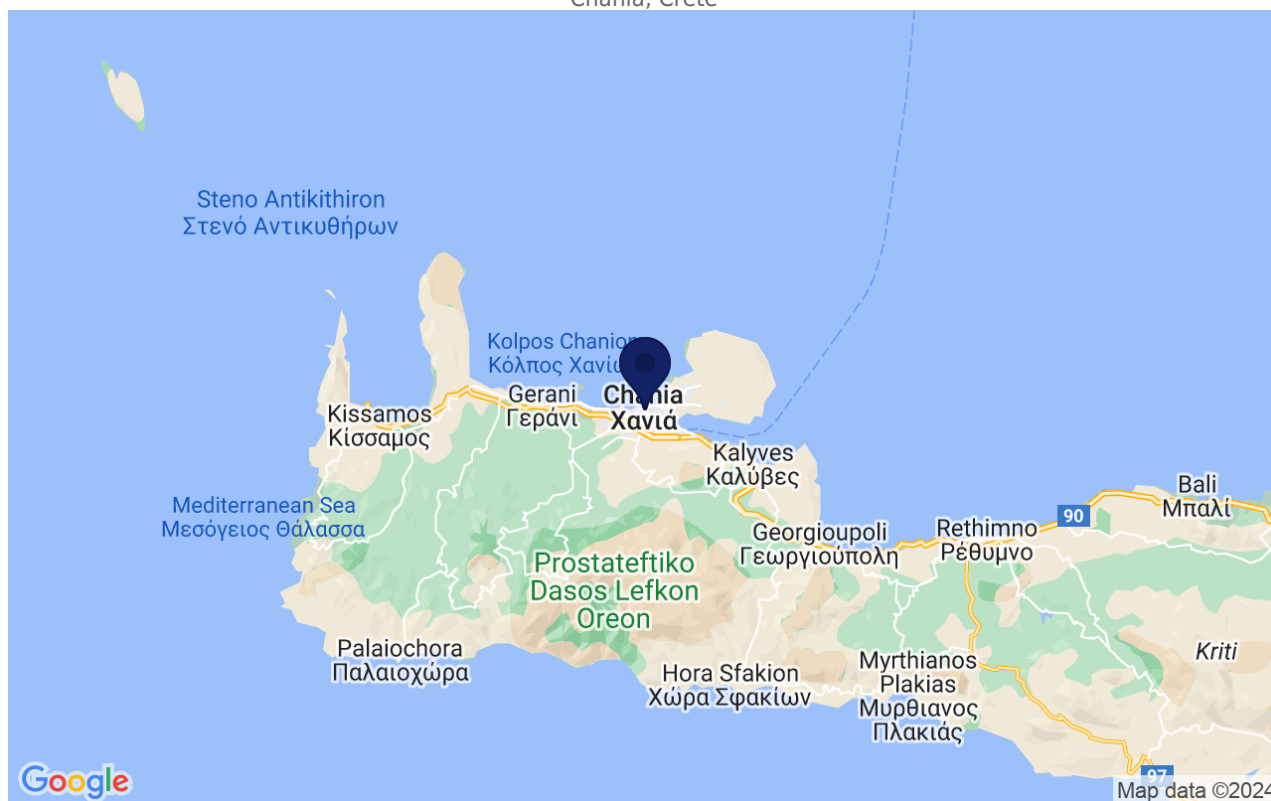 Chania, Crete
Steno Antikithiron
Στενό Αντικυθήρων
Kolpos Chanion
Κόλπος Χανίω
Gerani
Γεράνι
Chania
Χανιά
Kissamos
Κίσσαμος
Kalyves
Καλύβες
Bali
Μπαλί
Mediterranean Sea
Μεσόγειος Θάλασσα
90
Georgioupoli
Γεωργιούπολη
Rethimno
Ρέθυμνο
Prostateftiko
Dasos Lefkon
Oreon
Palaiochora
Παλαιοχώρα
Hora Sfakion
Χώρα Σφακίων
Myrthianos
Plakias
Μυρθιανος
Πλακιάς
Kriti
97
Google
Map data ©2024